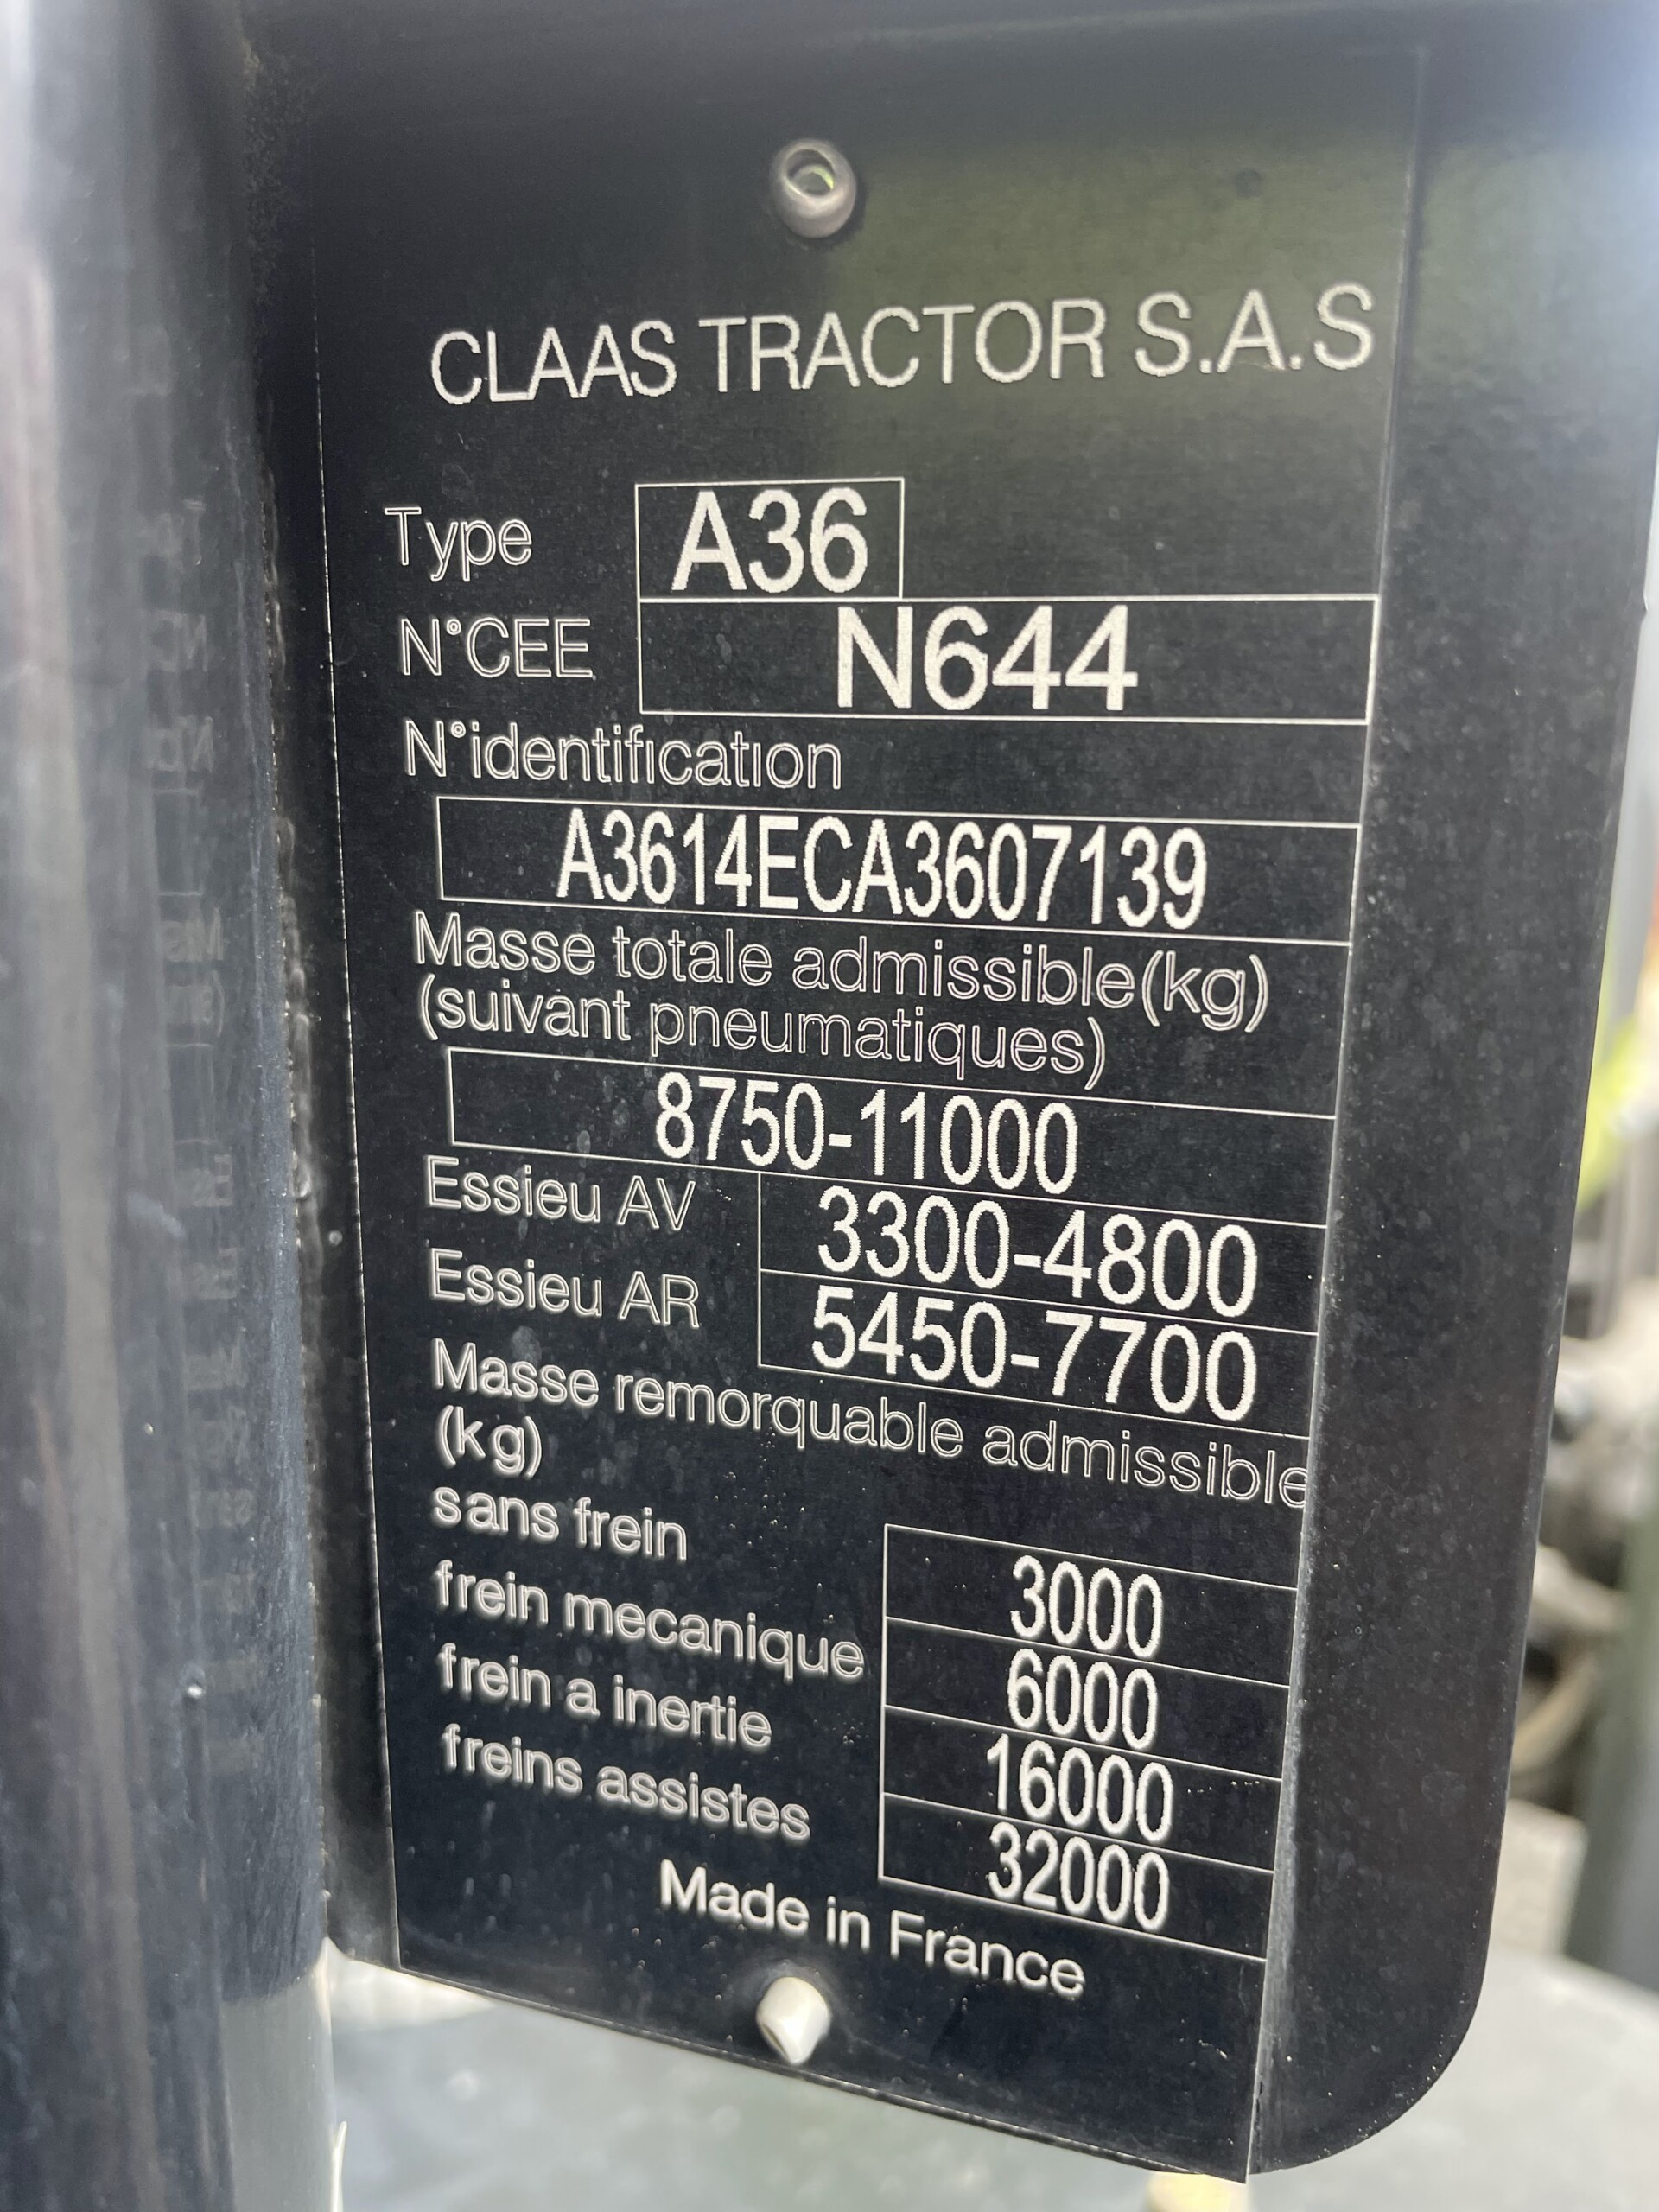 CLAAS TRACTOR S.A.S
Type A36
N°CEE N644
N°identification
A3614ECA3607139
Masse totale admissible(kg)
(suivant pneumatiques)
8750-11000
Essieu AV 3300-4800
Essieu AR 5450-7700
Masse remorquable admissible
(kg)
sans frein 3000
frein mecanique 6000
frein a inertie 16000
freins assistes 32000
Made in France